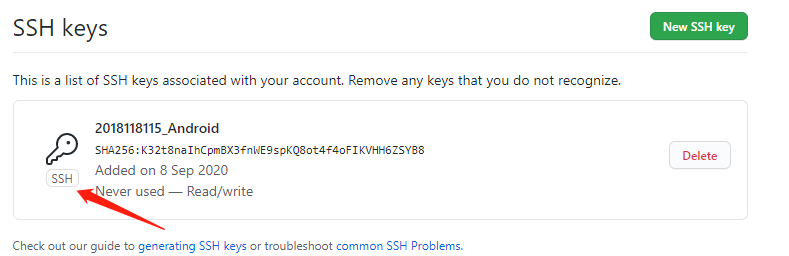 SSH keys
New SSH key
This is a list of SSH keys associated with your account. Remove any keys that you do not recognize.
2018118115_Android
SHA256:K32t8naIhCpmBX3fnWE9spKQ8ot4f4oFIKVHH6ZSYB8
Added on 8 Sep 2020
Never used — Read/write
SSH
Delete
Check out our guide to generating SSH keys or troubleshoot common SSH Problems.